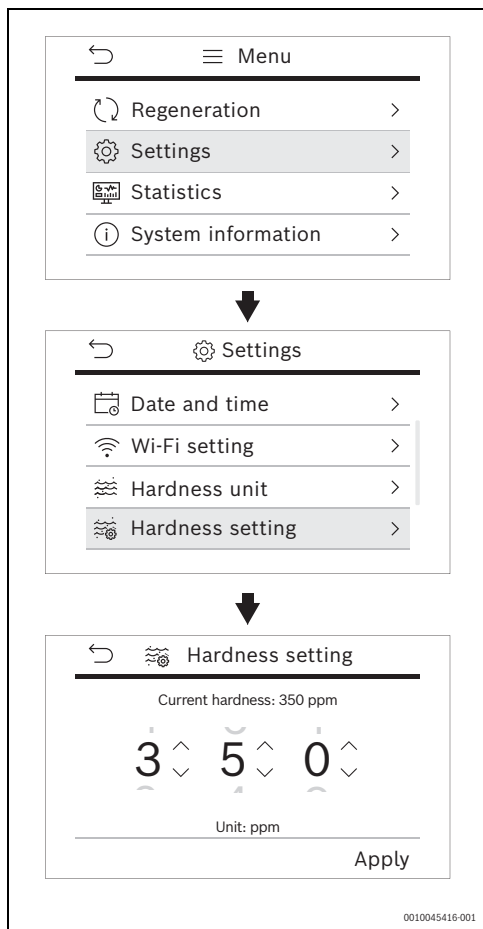 Menu
Regeneration
Settings
Statistics
System information
Settings
Date and time
Wi-Fi setting
Hardness unit
Hardness setting
Hardness setting
Current hardness: 350 ppm
3 5 0
Unit: ppm
Apply
0010045416-001